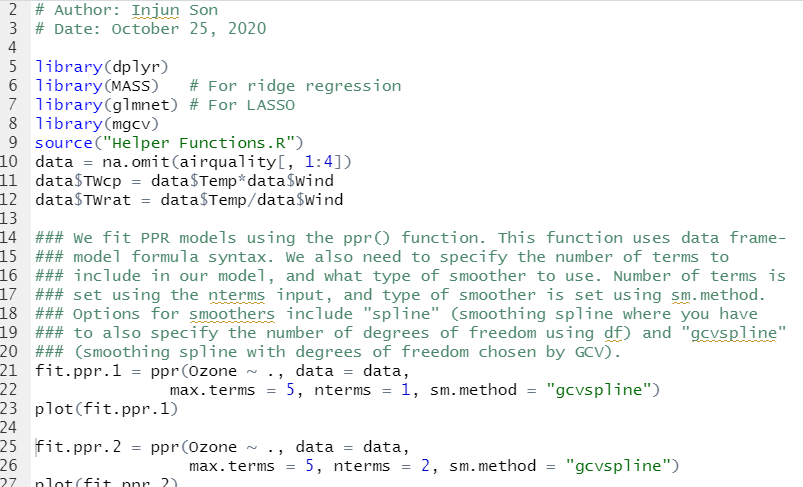 2 # Author: Injun Son
3 # Date: October 25, 2020
4
5 library(dplyr)
6 library(MASS)   # For ridge regression
7 library(glmnet) # For LASSO
8 library(mgcv)
9 source("Helper Functions.R")
10 data = na.omit(airquality[, 1:4])
11 data$TWcp = data$Temp*data$Wind
12 data$TWrat = data$Temp/data$Wind
13
14 ### We fit PPR models using the ppr() function. This function uses data frame-
15 ### model formula syntax. We also need to specify the number of terms to
16 ### include in our model, and what type of smoother to use. Number of terms is
17 ### set using the nterms input, and type of smoother is set using sm.method.
18 ### Options for smoothers include "spline" (smoothing spline where you have
19 ### to also specify the number of degrees of freedom using df) and "gcvspline"
20 ### (smoothing spline with degrees of freedom chosen by GCV).
21 fit.ppr.1 = ppr(Ozone ~ ., data = data,
22               max.terms = 5, nterms = 1, sm.method = "gcvspline")
23 plot(fit.ppr.1)
24
25 fit.ppr.2 = ppr(Ozone ~ ., data = data,
26                 max.terms = 5, nterms = 2, sm.method = "gcvspline")
27 plot(fit.ppr.2)